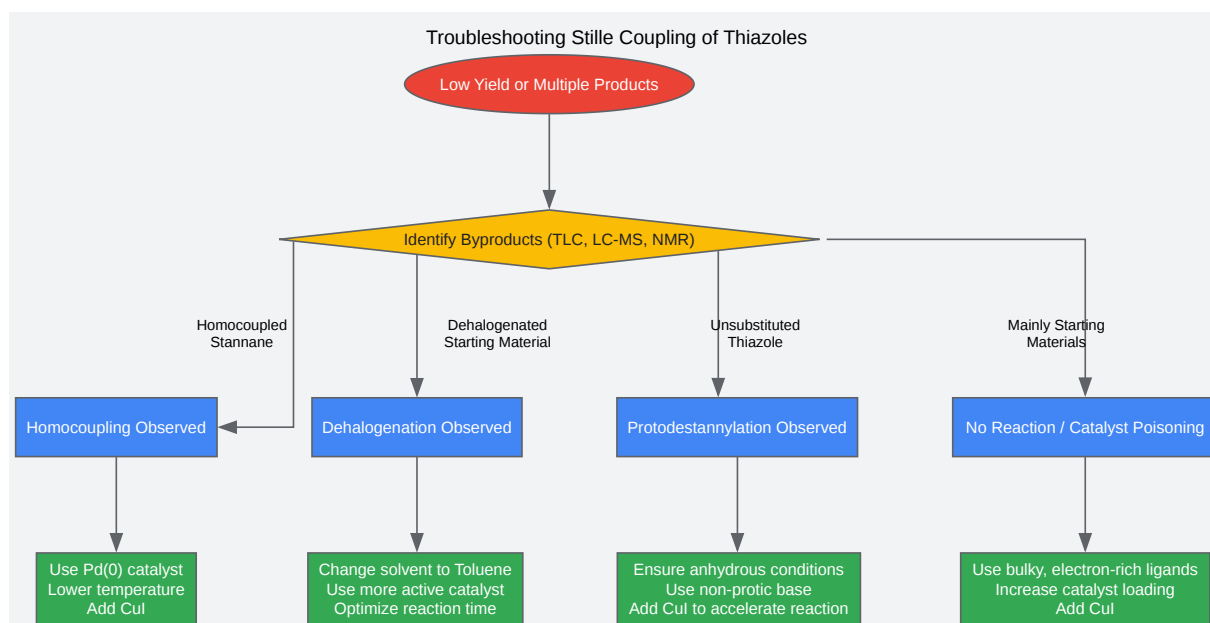 Troubleshooting Stille Coupling of Thiazoles
Low Yield or Multiple Products
Identify Byproducts (TLC, LC-MS, NMR)
Homocoupled
Stannane
Dehalogenated
Starting Material
Unsubstituted
Thiazole
Mainly Starting
Materials
Homocoupling Observed
Dehalogenation Observed
Protodestannylation Observed
No Reaction / Catalyst Poisoning
Use Pd(0) catalyst
Lower temperature
Add CuI
Change solvent to Toluene
Use more active catalyst
Optimize reaction time
Ensure anhydrous conditions
Use non-protic base
Add CuI to accelerate reaction
Use bulky, electron-rich ligands
Increase catalyst loading
Add CuI